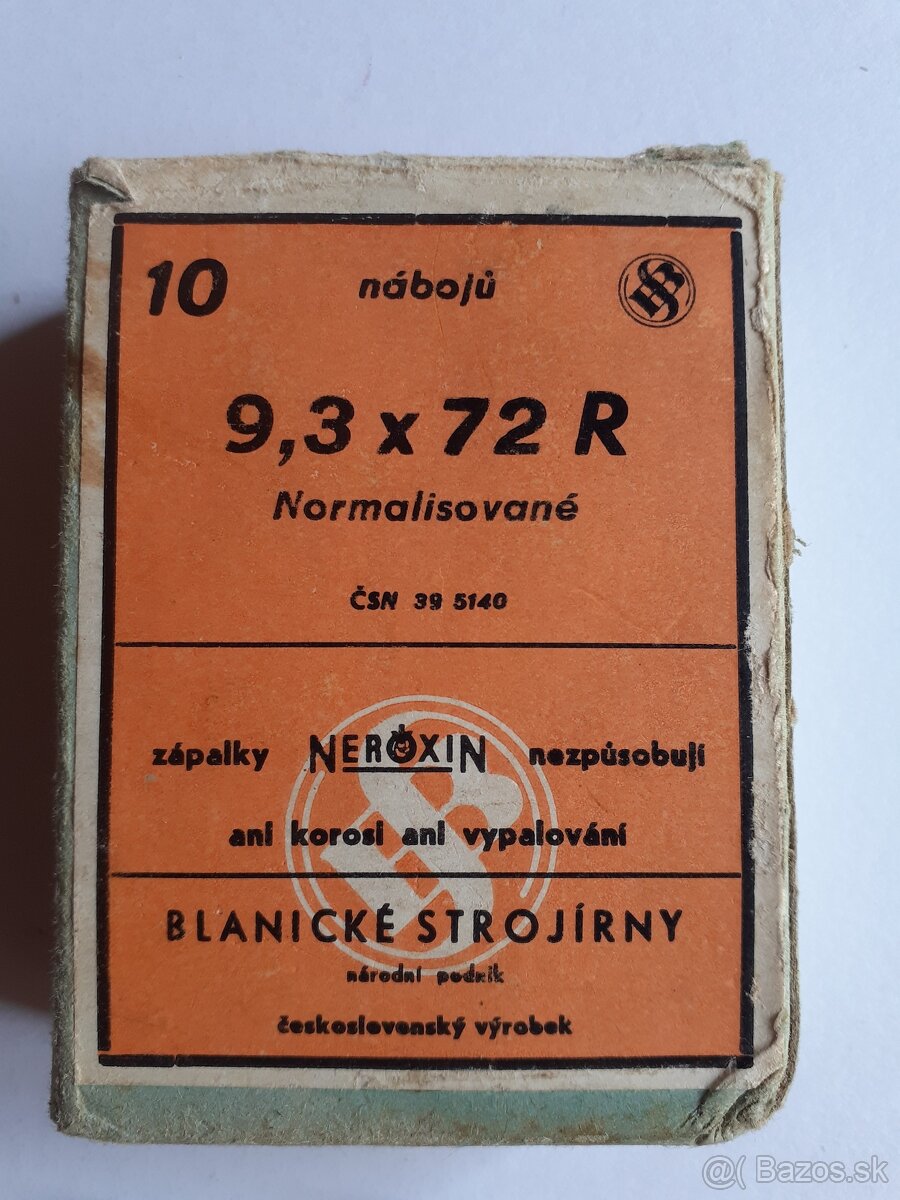 10 nábojů
9,3 x 72 R
Normalisované
ČSN 39 5140
zápalky NEROXIN nezpůsobují
ani korosi ani vypalování
BLANICKÉ STROJÍRNY
národní podnik
československý výrobek
@( Bazos.sk